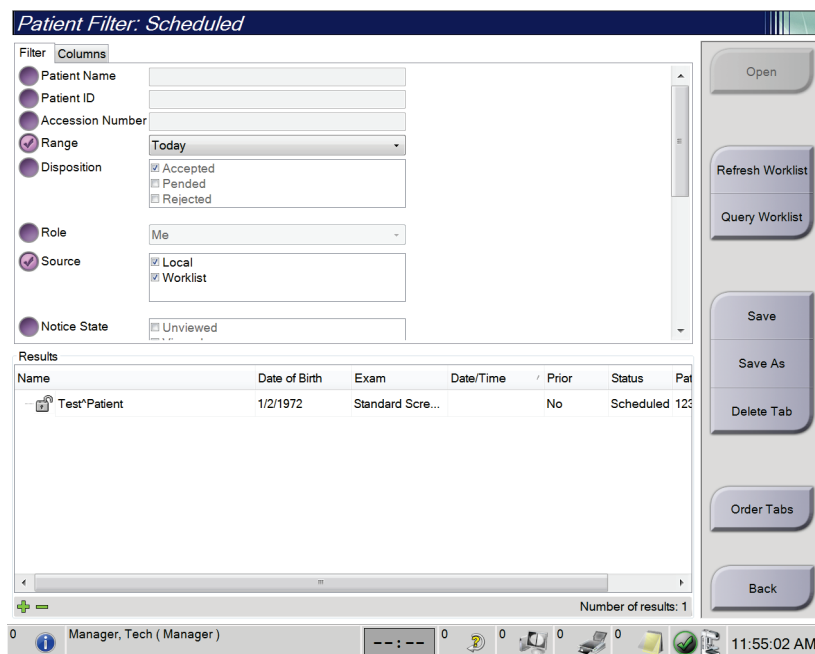 Patient Filter: Scheduled
Filter Columns
Patient Name
Patient ID
Accession Number
Range Today
Disposition Accepted
Pended
Rejected
Role Me
Source Local
Worklist
Notice State Unviewed
Open
Refresh Worklist
Query Worklist
Save
Save As
Delete Tab
Order Tabs
Back
Results
Name Date of Birth Exam Date/Time Prior Status Pat
Test^Patient 1/2/1972 Standard Scre... No Scheduled 123
Number of results: 1
0 Manager, Tech ( Manager ) --:-- 0 0 0 0 11:55:02 AM